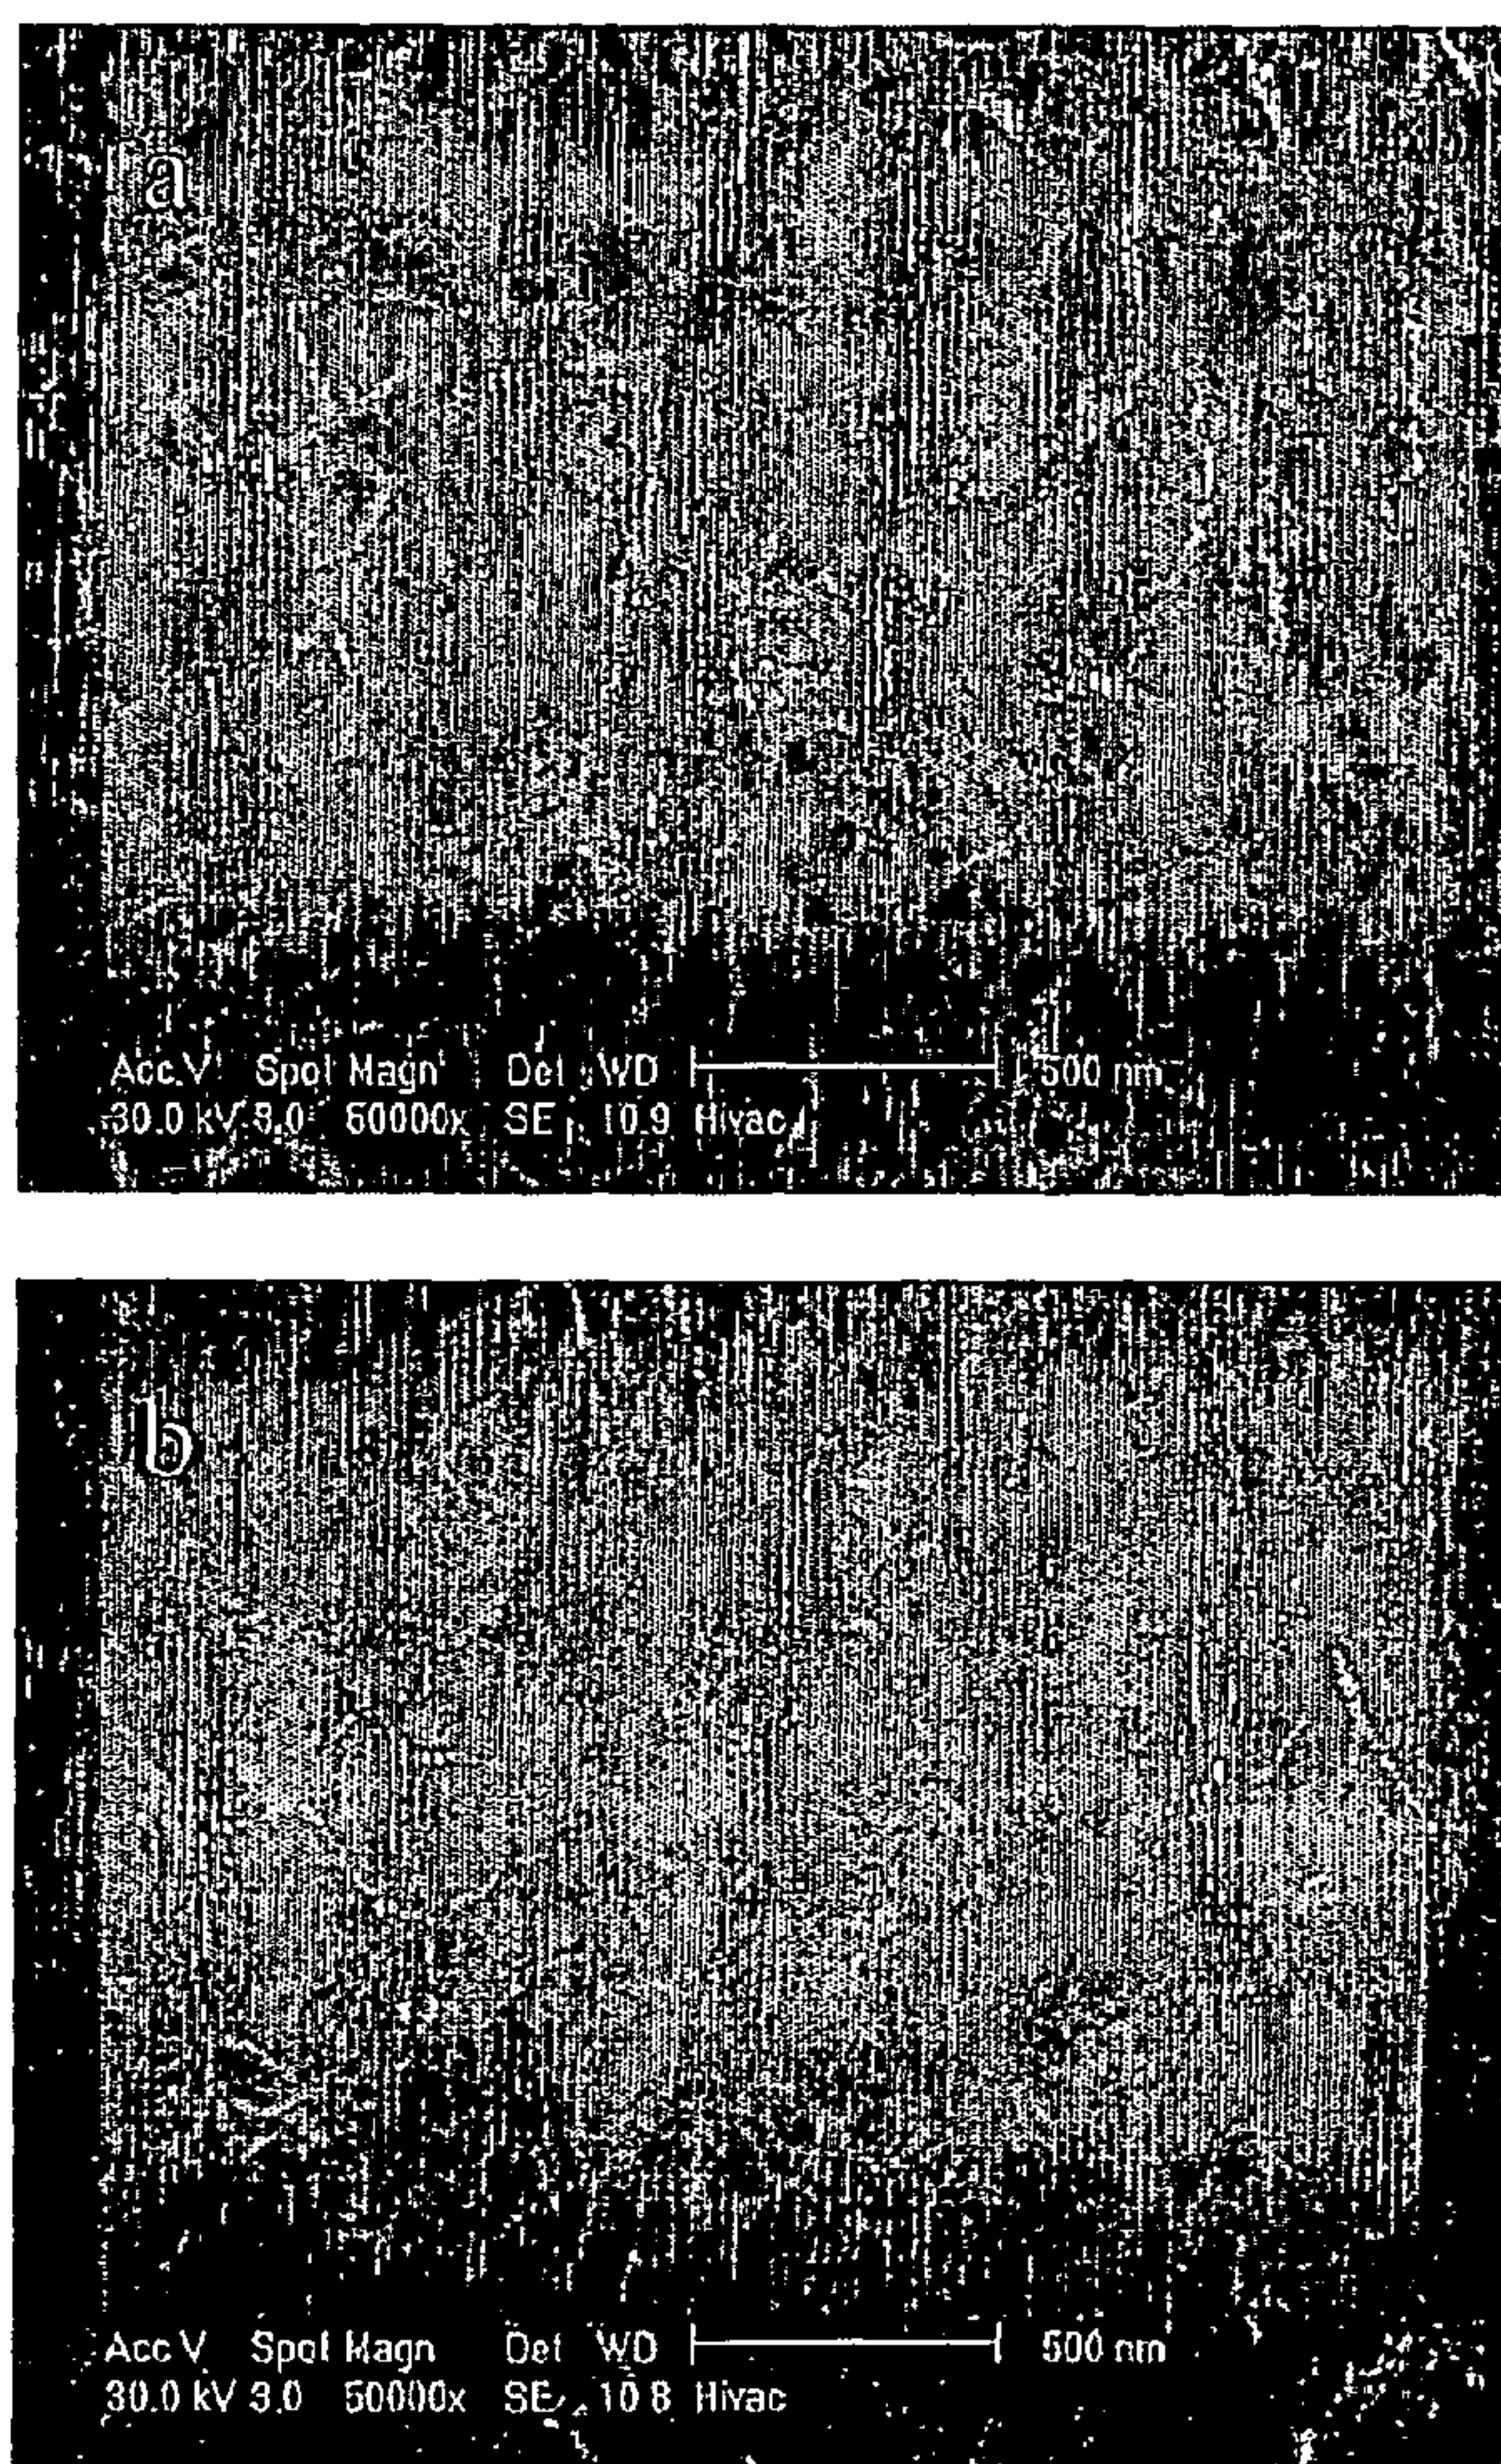 a
Acc.V Spot Magn Det WD 500 nm
30.0 kV 3.0 50000x SE 10.9 Hivac
b
Acc V Spot Magn Det WD 500 nm
30.0 kV 3.0 50000x SE 10 8 Hivac